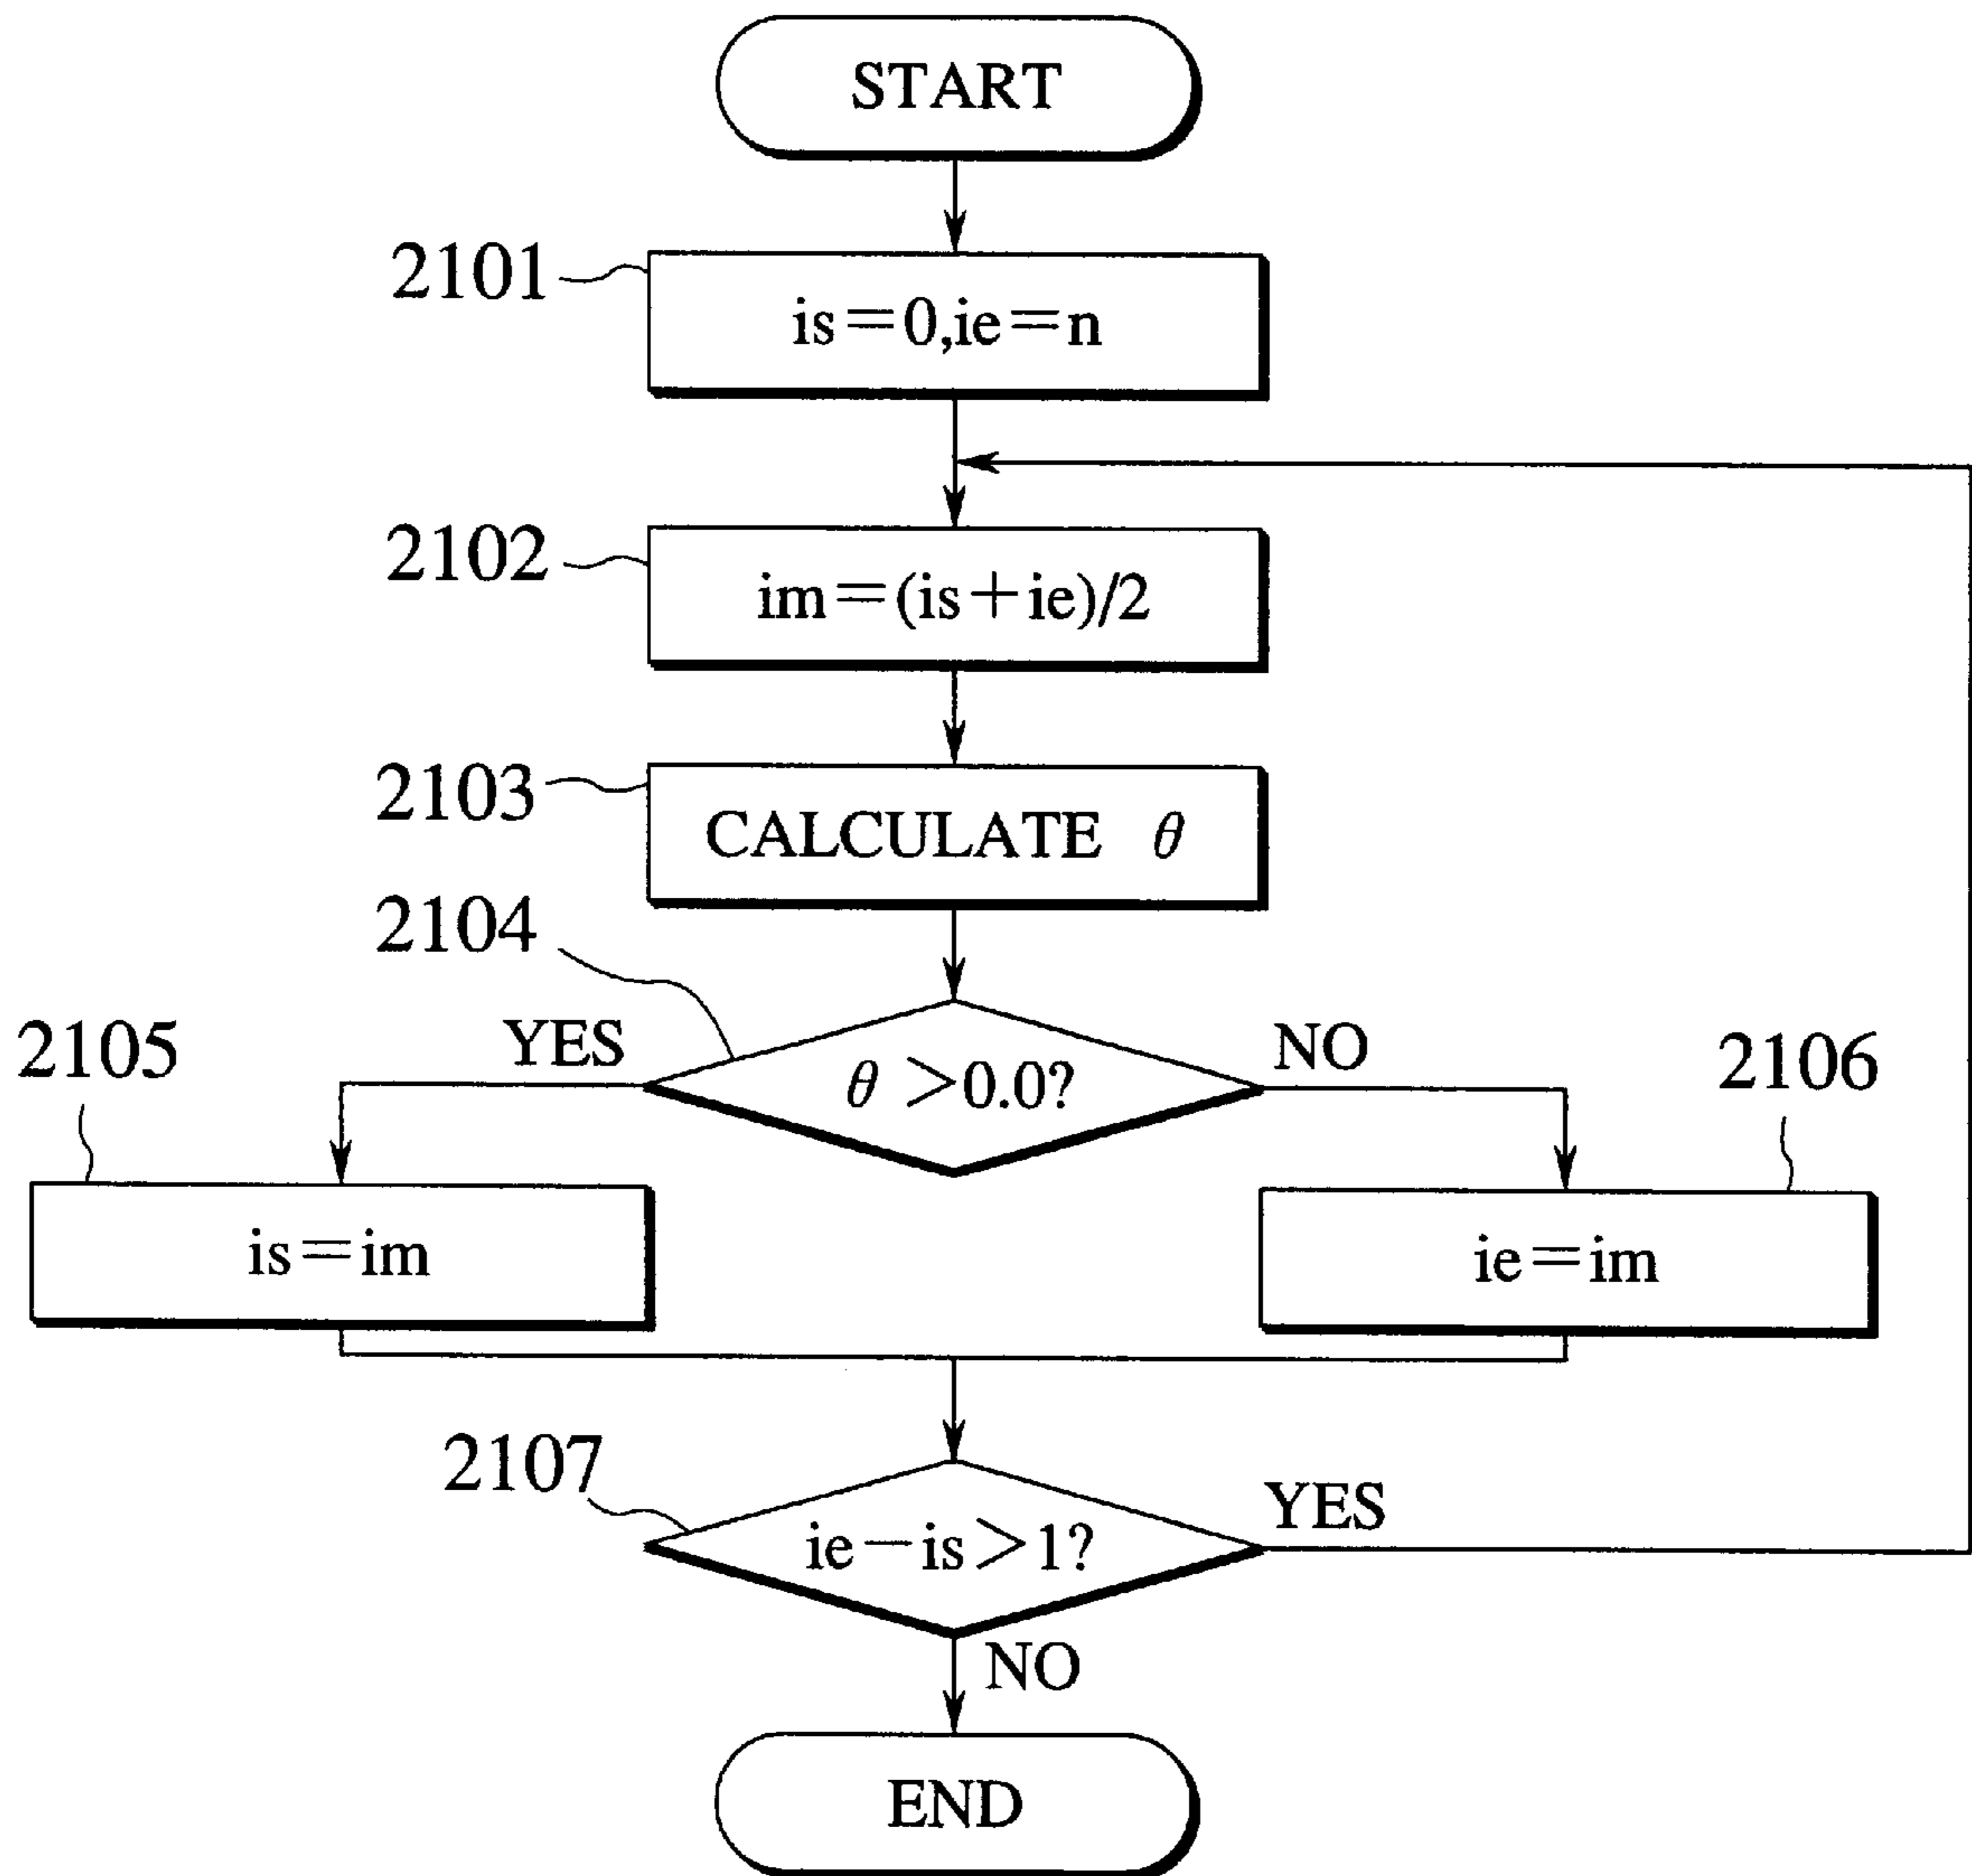 START
2101
is=0,ie=n
2102
im=(is+ie)/2
2103
CALCULATE θ
2104
YES
θ >0.0?
NO
2105
2106
is=im
ie=im
2107
ie-is>1?
YES
NO
END